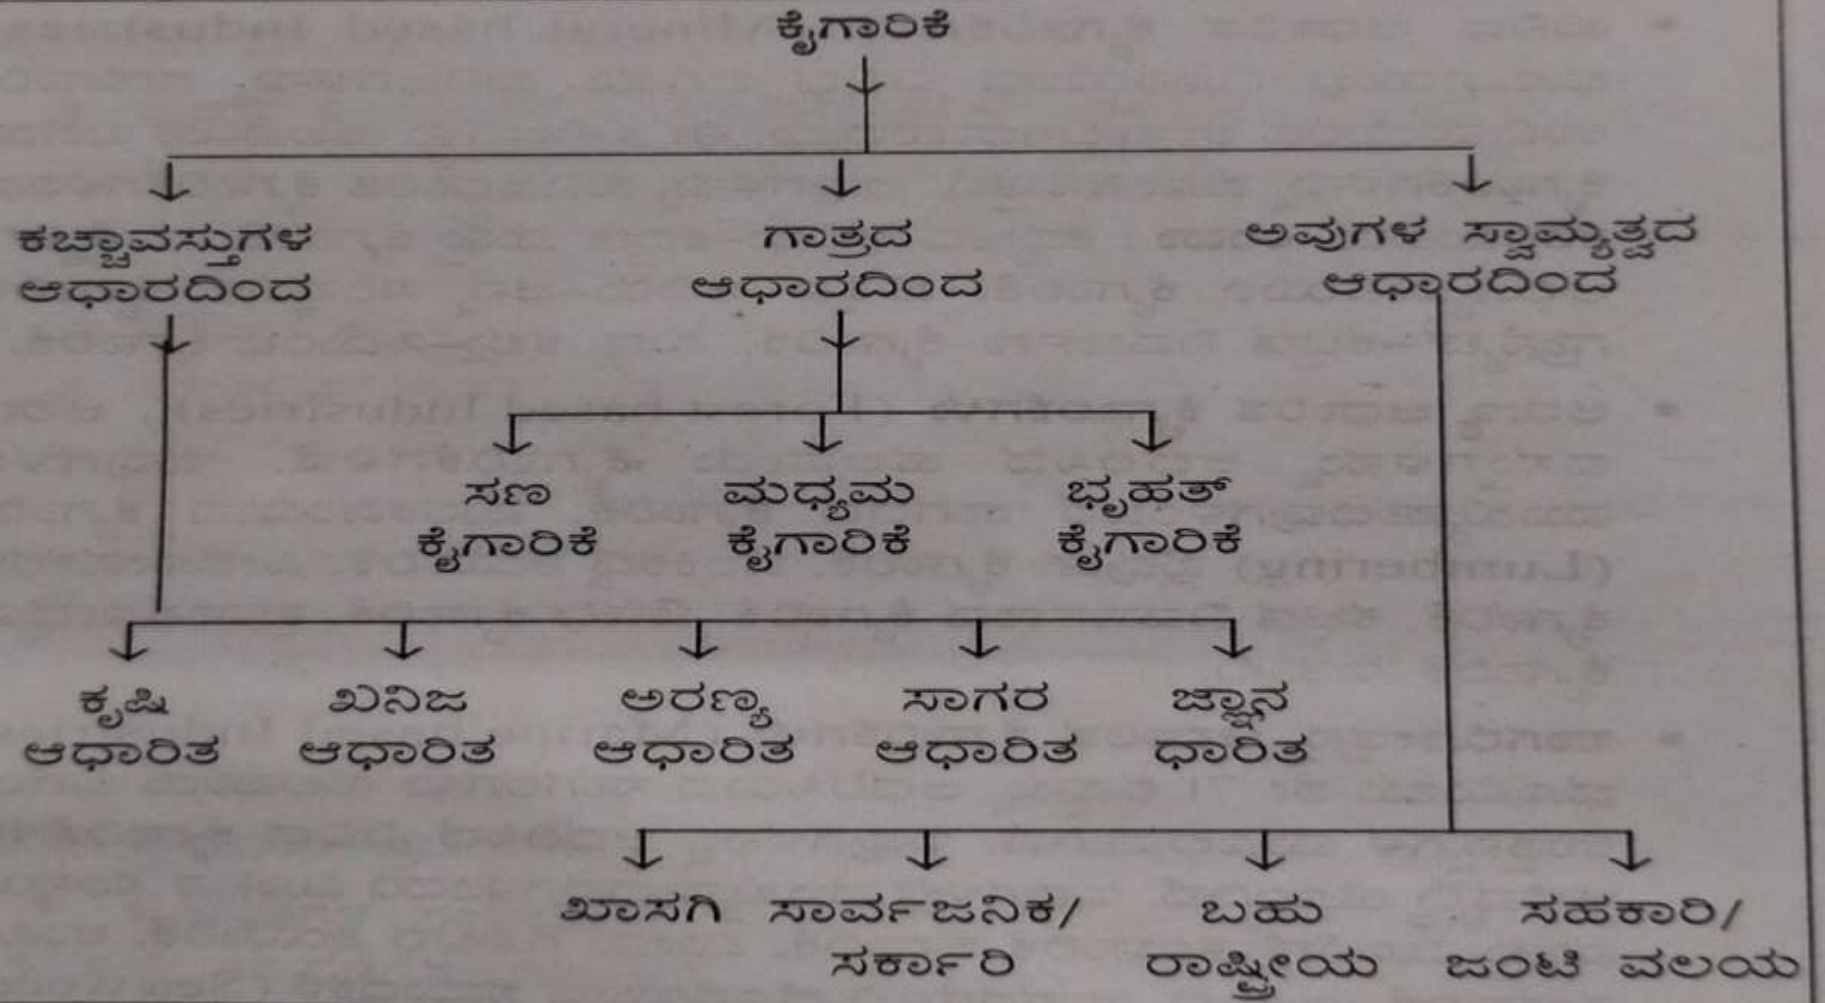 ಕೈಗಾರಿಕೆ
ಕಚ್ಚಾವಸ್ತುಗಳ
ಆಧಾರದಿಂದ
ಗಾತ್ರದ
ಆಧಾರದಿಂದ
ಅವುಗಳ ಸ್ವಾಮ್ಯತ್ವದ
ಆಧಾರದಿಂದ
ಸಣ
ಕೈಗಾರಿಕೆ
ಮಧ್ಯಮ
ಕೈಗಾರಿಕೆ
ಭೃಹತ್
ಕೈಗಾರಿಕೆ
ಕೃಷಿ
ಆಧಾರಿತ
ಖನಿಜ
ಆಧಾರಿತ
ಅರಣ್ಯ
ಆಧಾರಿತ
ಸಾಗರ
ಆಧಾರಿತ
ಜ್ಞಾನ
ಧಾರಿತ
ಖಾಸಗಿ
ಸಾರ್ವಜನಿಕ/
ಸರ್ಕಾರಿ
ಬಹು
ರಾಷ್ಟ್ರೀಯ
ಸಹಕಾರಿ/
ಜಂಟಿ ವಲಯ